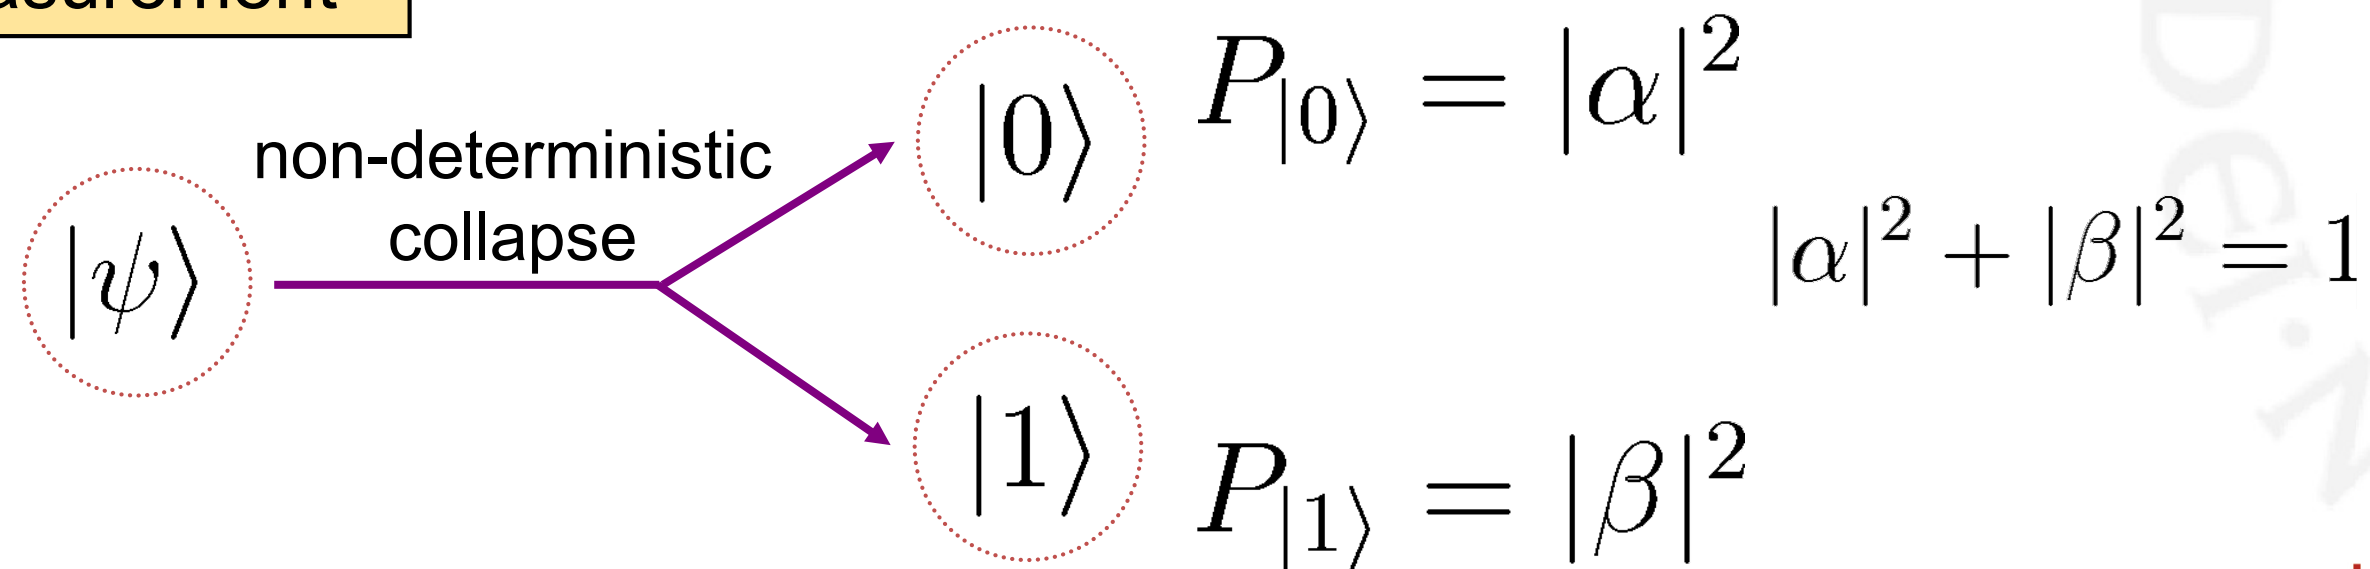 non-deterministic
collapse
|ψ⟩
|0⟩ P|0⟩ = |α|²
|α|² + |β|² = 1
|1⟩ P|1⟩ = |β|²